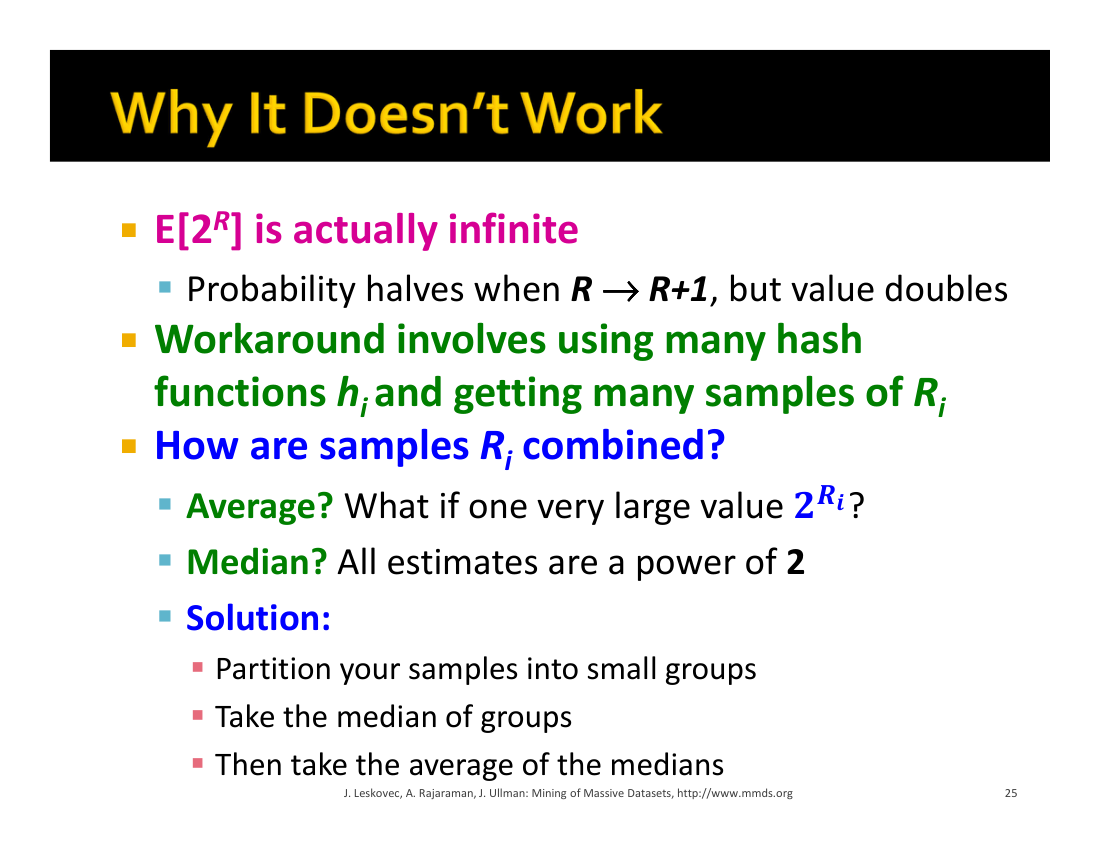 Why It Doesn’t Work
E[2^R] is actually infinite
Probability halves when R → R+1, but value doubles
Workaround involves using many hash
functions h_i and getting many samples of R_i
How are samples R_i combined?
Average? What if one very large value 2^{R_i}?
Median? All estimates are a power of 2
Solution:
Partition your samples into small groups
Take the median of groups
Then take the average of the medians
J. Leskovec, A. Rajaraman, J. Ullman: Mining of Massive Datasets, http://www.mmds.org
25